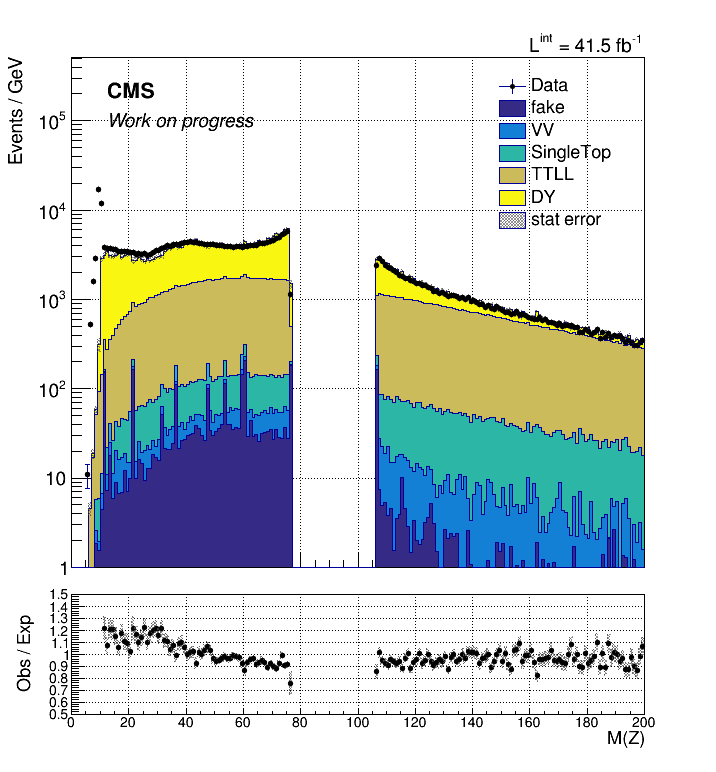 L^int = 41.5 fb^-1
Events / GeV
CMS
Work on progress
Data
fake
VV
SingleTop
TTLL
DY
stat error
10^5
10^4
10^3
10^2
10
1
Obs / Exp
1.5
1.4
1.3
1.2
1.1
1
0.9
0.8
0.7
0.6
0.5
0 20 40 60 80 100 120 140 160 180 200
M(Z)